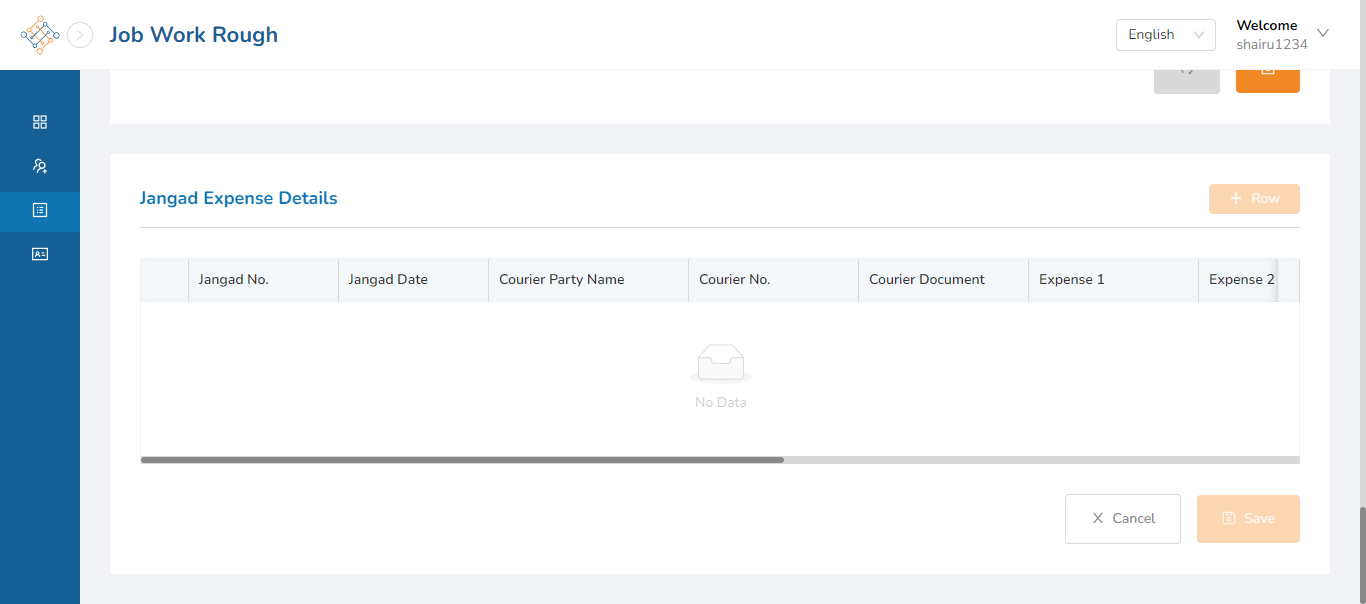 Job Work Rough
English
Welcome
shairu1234
Jangad Expense Details
Row
Jangad No.
Jangad Date
Courier Party Name
Courier No.
Courier Document
Expense 1
Expense 2
No Data
Cancel
Save